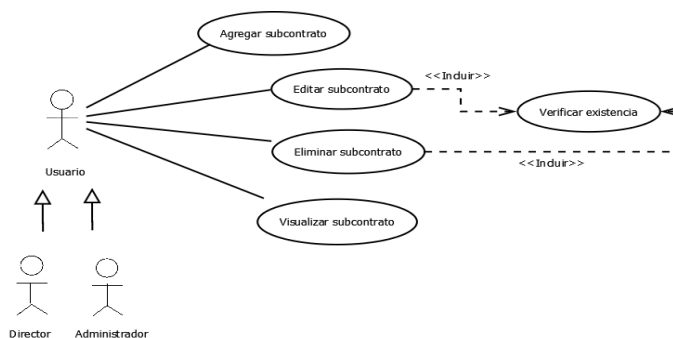 Agregar subcontrato
<<Incluir>>
Editar subcontrato
Verificar existencia
Eliminar subcontrato
<<Incluir>>
Usuario
Visualizar subcontrato
Director
Administrador